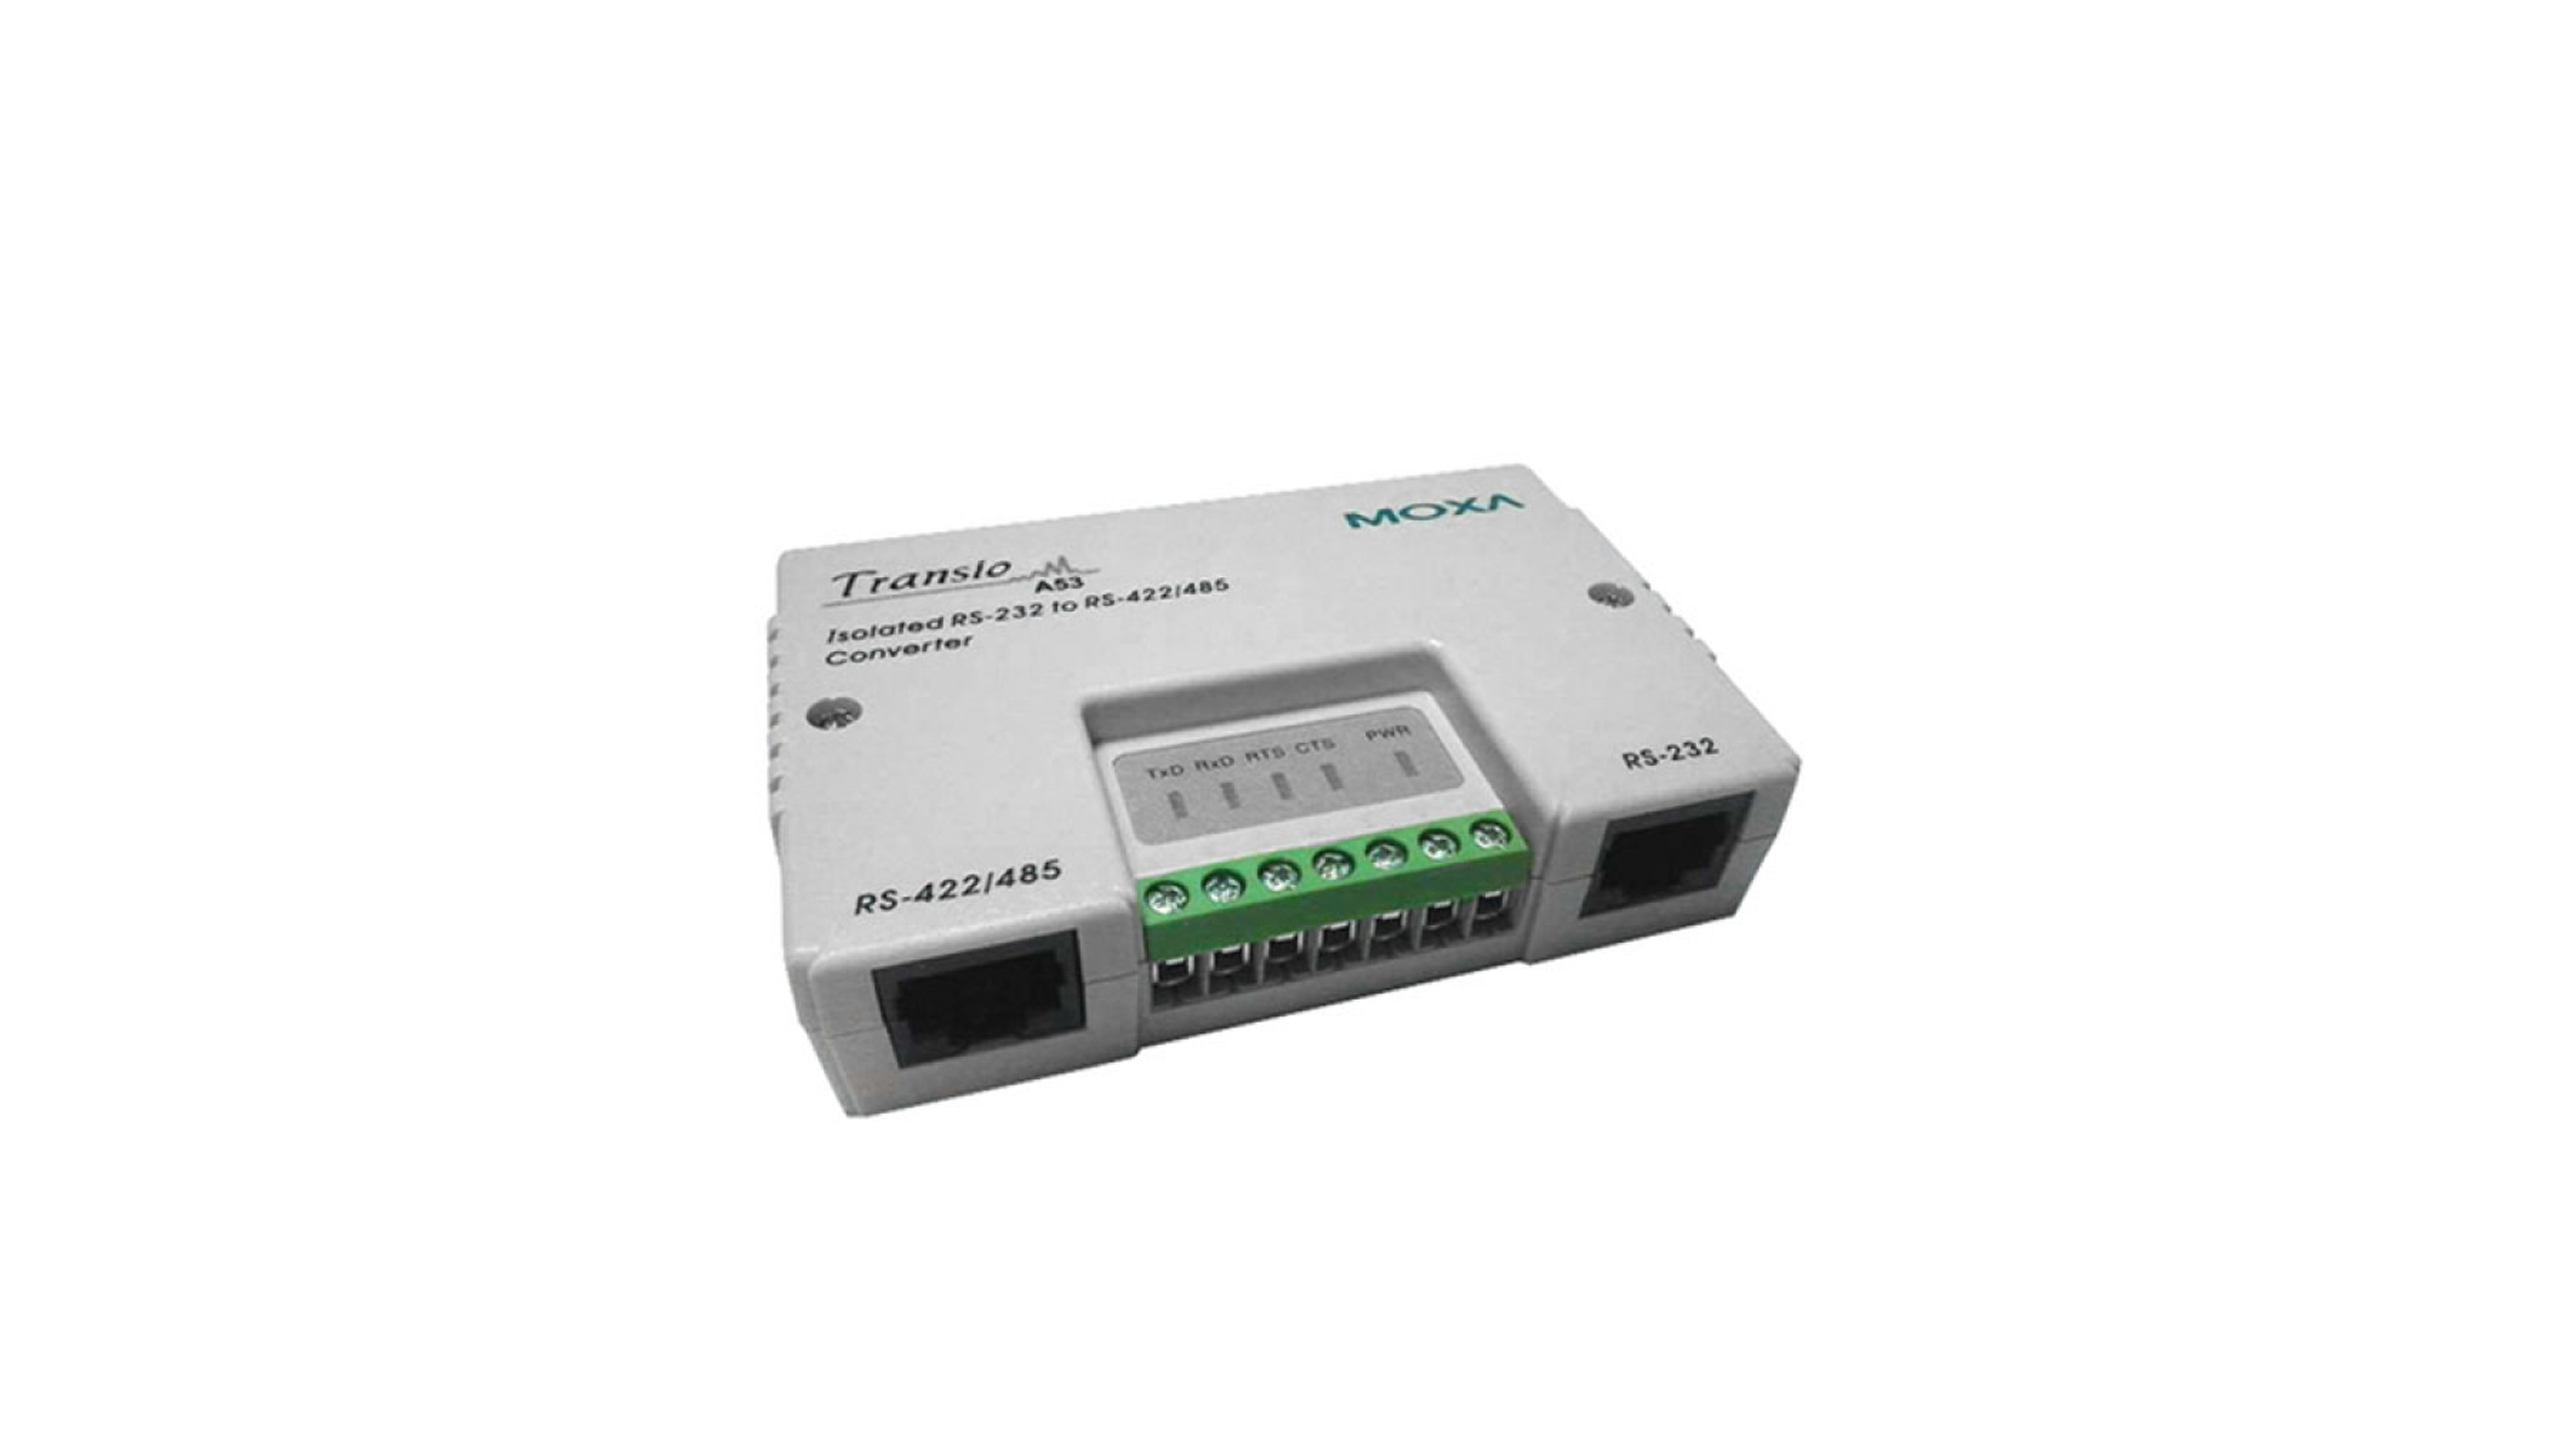 MOXA
Transio
A53
Isolated RS-232 to RS-422/485
Converter
TxD RxD RTS CTS PWR
RS-232
RS-422/485